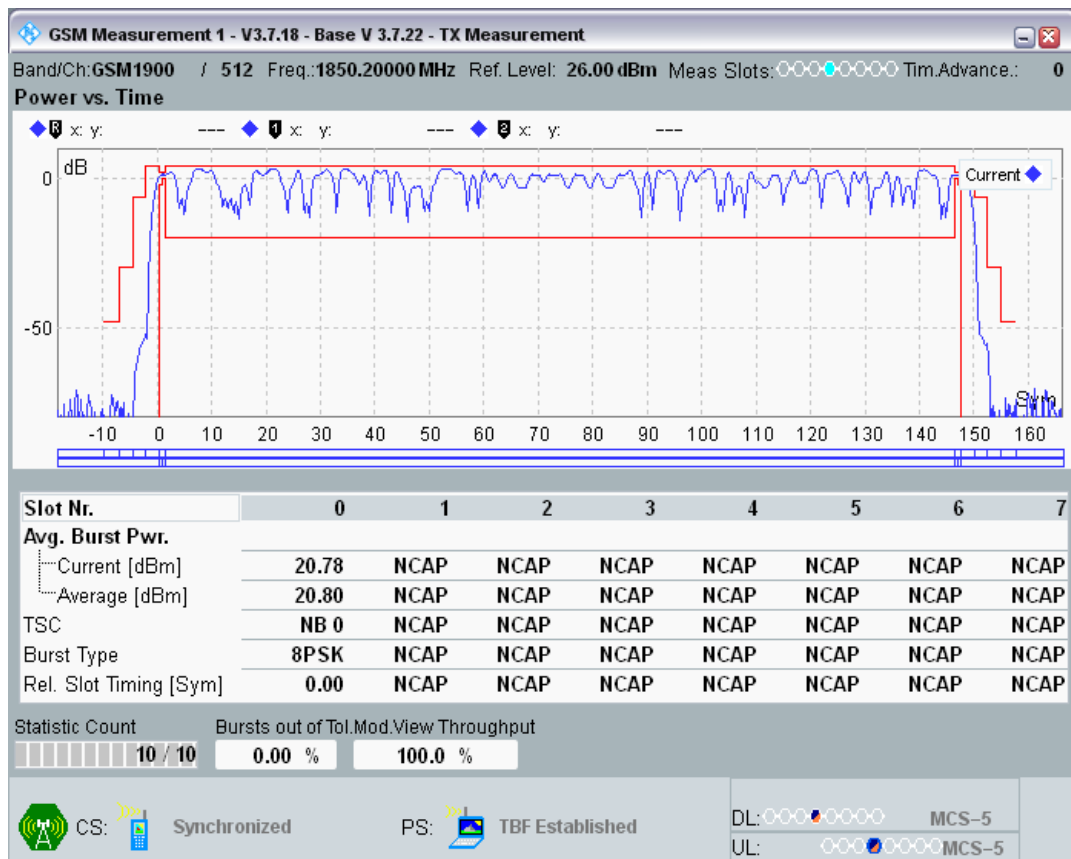 GSM Measurement 1 - V3.7.18 - Base V 3.7.22 - TX Measurement
Band/Ch:GSM1900 / 512 Freq.:1850.20000 MHz Ref. Level: 26.00 dBm Meas Slots: Tim.Advance.: 0
Power vs. Time
R x: y: --- 1 x: y: --- 2 x: y: ---
dB
0
Current
-50
Sym
-10 0 10 20 30 40 50 60 70 80 90 100 110 120 130 140 150 160
Slot Nr. 0 1 2 3 4 5 6 7
Avg. Burst Pwr.
Current [dBm] 20.78 NCAP NCAP NCAP NCAP NCAP NCAP NCAP
Average [dBm] 20.80 NCAP NCAP NCAP NCAP NCAP NCAP NCAP
TSC NB 0 NCAP NCAP NCAP NCAP NCAP NCAP NCAP
Burst Type 8PSK NCAP NCAP NCAP NCAP NCAP NCAP NCAP
Rel. Slot Timing [Sym] 0.00 NCAP NCAP NCAP NCAP NCAP NCAP NCAP
Statistic Count Bursts out of Tol.Mod.View Throughput
10 / 10 0.00 % 100.0 %
CS: Synchronized PS: TBF Established DL: MCS-5
UL: MCS-5